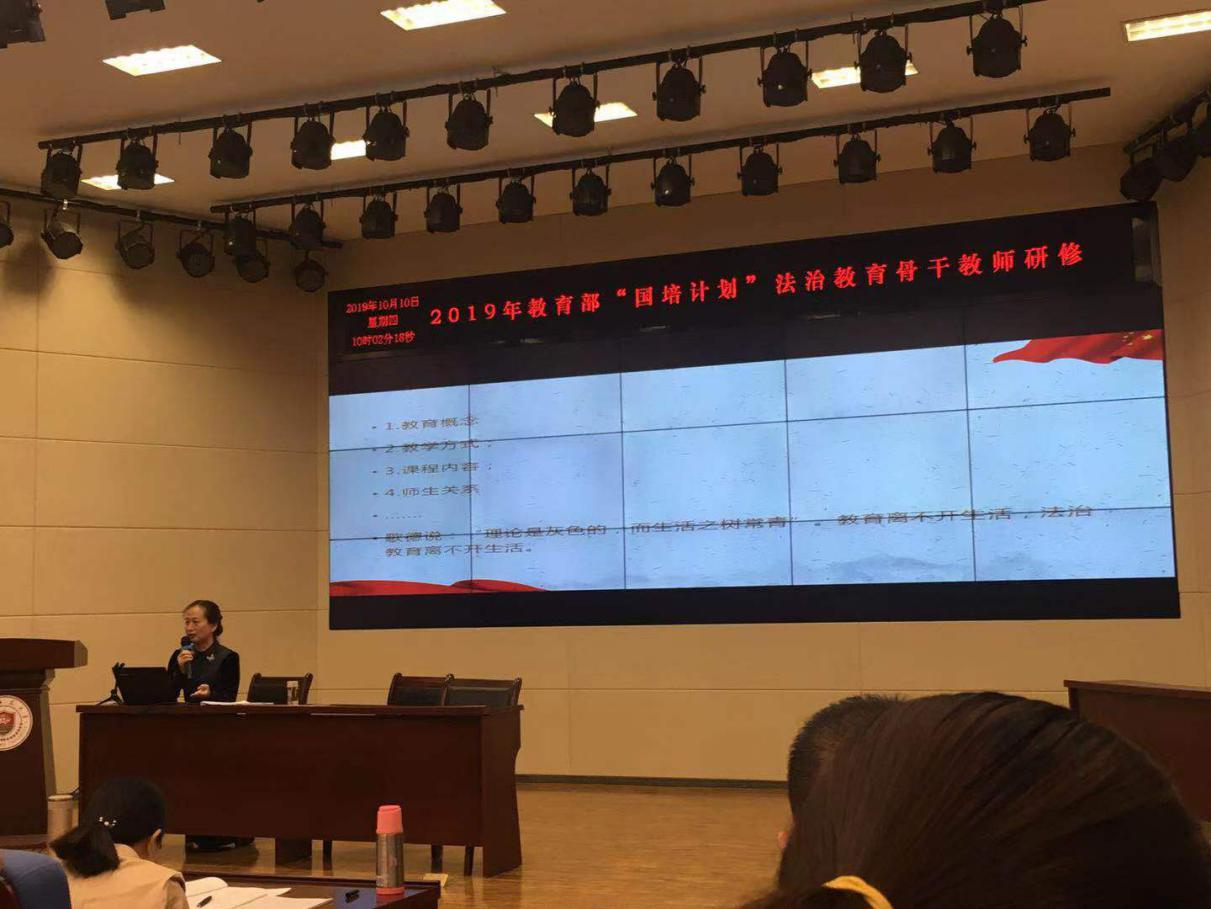 2019年10月10日
星期四
10时02分18秒
2019年教育部“国培计划”法治教育骨干教师研修
• 1.教育概念
• 2.教学方式；
• 3.课程内容；
• 4.师生关系
• ……
• 歌德说：“理论是灰色的，而生活之树常青”。教育离不开生活，法治
教育离不开生活。